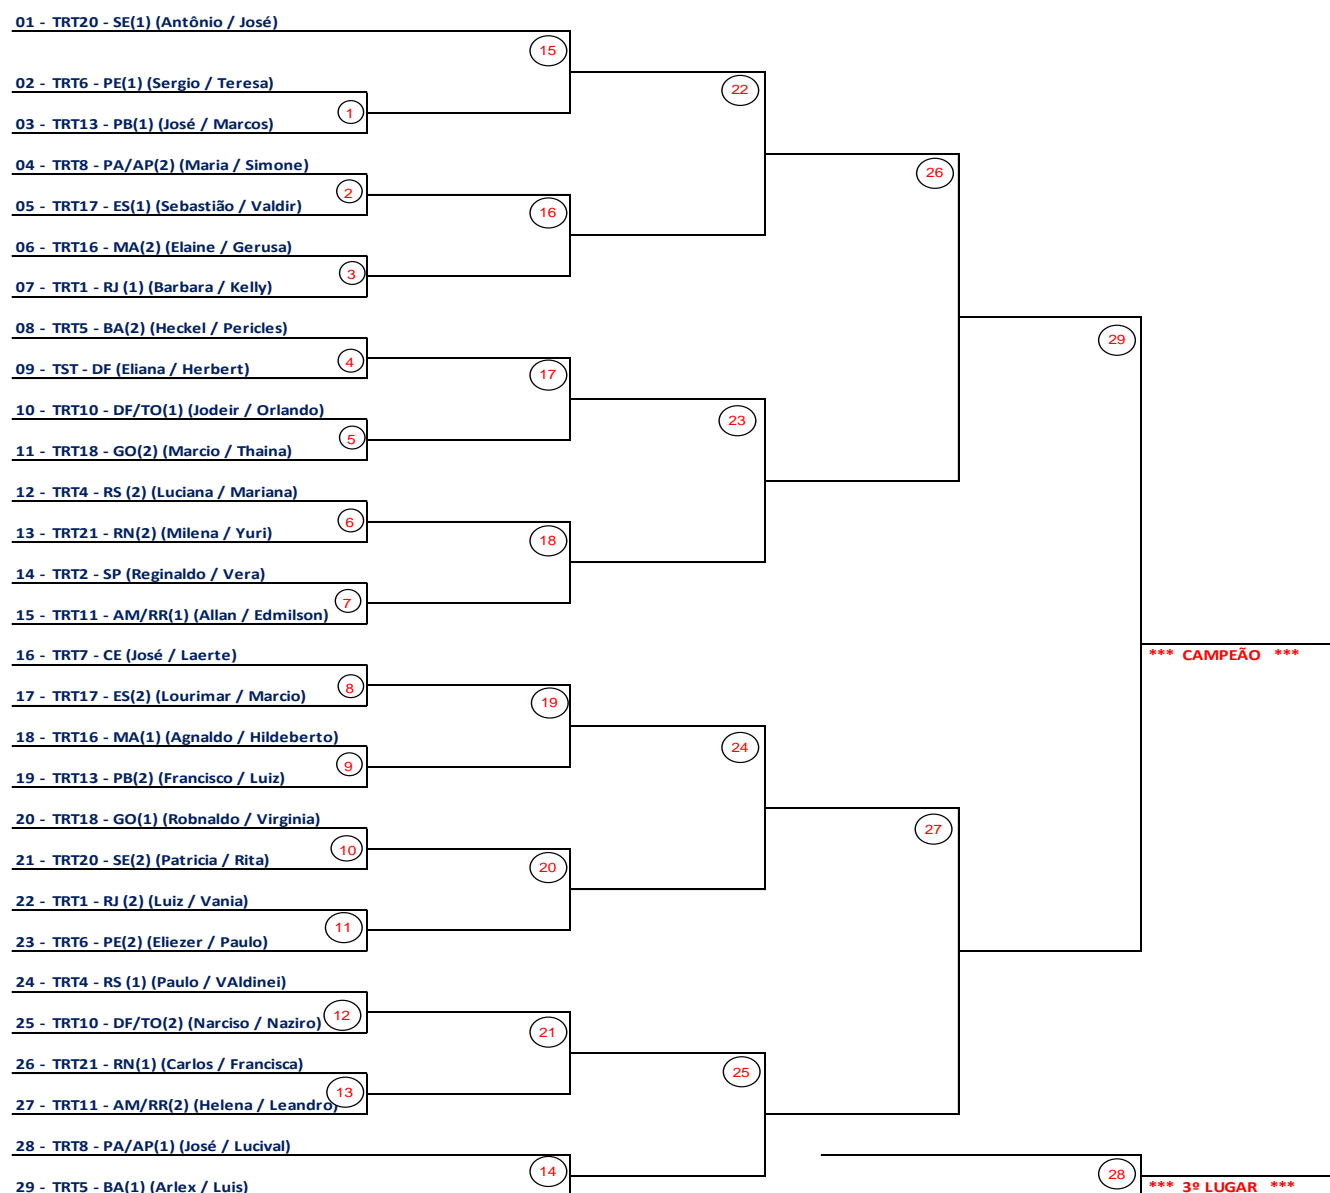 01 - TRT20 - SE(1) (Antônio / José)
15
02 - TRT6 - PE(1) (Sergio / Teresa)
22
1
03 - TRT13 - PB(1) (José / Marcos)
04 - TRT8 - PA/AP(2) (Maria / Simone)
26
2
05 - TRT17 - ES(1) (Sebastião / Valdir)
16
06 - TRT16 - MA(2) (Elaine / Gerusa)
3
07 - TRT1 - RJ (1) (Barbara / Kelly)
08 - TRT5 - BA(2) (Heckel / Pericles)
29
4
09 - TST - DF (Eliana / Herbert)
17
10 - TRT10 - DF/TO(1) (Jodeir / Orlando)
23
5
11 - TRT18 - GO(2) (Marcio / Thaina)
12 - TRT4 - RS (2) (Luciana / Mariana)
6
13 - TRT21 - RN(2) (Milena / Yuri)
18
14 - TRT2 - SP (Reginaldo / Vera)
7
15 - TRT11 - AM/RR(1) (Allan / Edmilson)
16 - TRT7 - CE (José / Laerte)
*** CAMPEÃO ***
8
17 - TRT17 - ES(2) (Lourimar / Marcio)
19
18 - TRT16 - MA(1) (Agnaldo / Hildeberto)
24
9
19 - TRT13 - PB(2) (Francisco / Luiz)
20 - TRT18 - GO(1) (Robnaldo / Virginia)
27
10
21 - TRT20 - SE(2) (Patricia / Rita)
20
22 - TRT1 - RJ (2) (Luiz / Vania)
11
23 - TRT6 - PE(2) (Eliezer / Paulo)
24 - TRT4 - RS (1) (Paulo / VAldinei)
12
25 - TRT10 - DF/TO(2) (Narciso / Naziro)
21
26 - TRT21 - RN(1) (Carlos / Francisca)
25
13
27 - TRT11 - AM/RR(2) (Helena / Leandro)
28 - TRT8 - PA/AP(1) (José / Lucival)
14
28
29 - TRT5 - BA(1) (Arlex / Luis)
*** 3º LUGAR ***